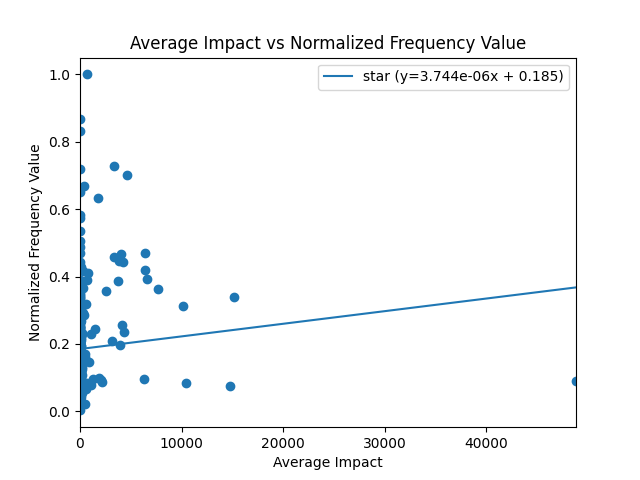 Average Impact vs Normalized Frequency Value
star (y=3.744e-06x + 0.185)
Normalized Frequency Value
1.0
0.8
0.6
0.4
0.2
0.0
0 10000 20000 30000 40000
Average Impact